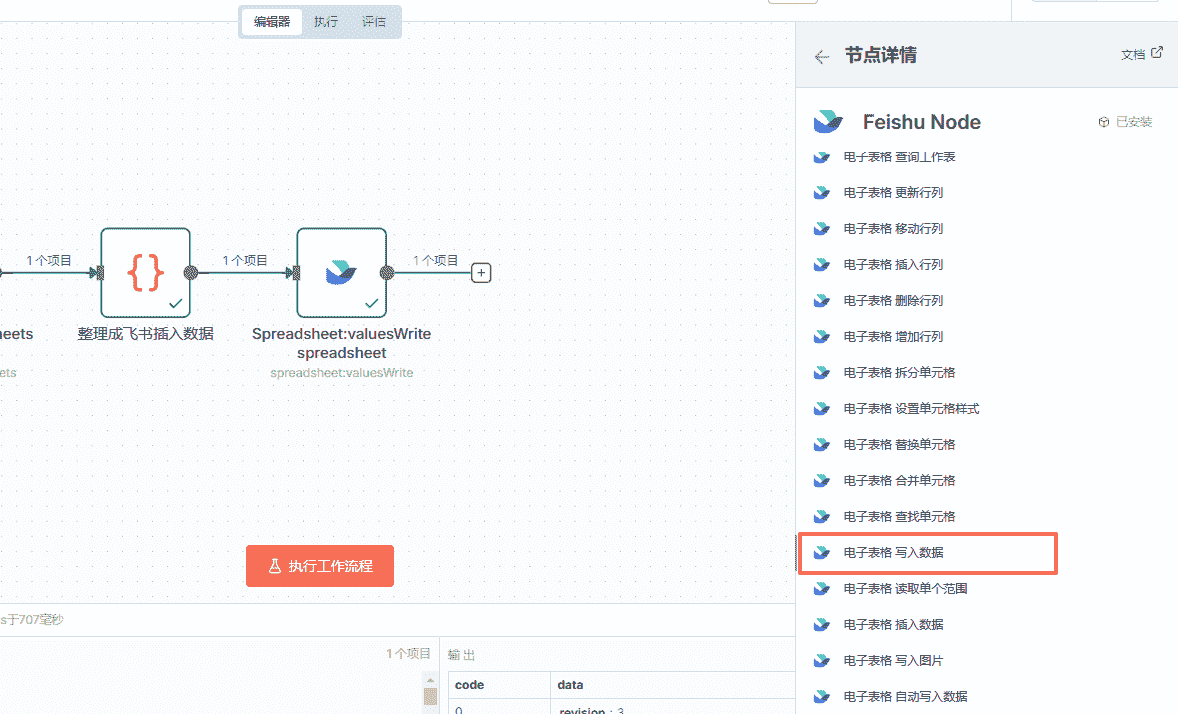 编辑器 执行 评估
节点详情 文档
Feishu Node 已安装
电子表格 查询工作表
电子表格 更新行列
电子表格 移动行列
电子表格 插入行列
电子表格 删除行列
电子表格 增加行列
电子表格 拆分单元格
电子表格 设置单元格样式
电子表格 替换单元格
电子表格 合并单元格
电子表格 查找单元格
电子表格 写入数据
电子表格 读取单个范围
电子表格 插入数据
电子表格 写入图片
电子表格 自动写入数据
1 个项目 1 个项目 1 个项目
{}
eets 整理成飞书插入数据 Spreadsheet:valuesWrite
spreadsheet
ets spreadsheet:valuesWrite
执行工作流程
s于707毫秒
1 个项目 输出
code data
0 revision : 3